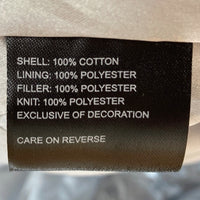 SHELL: 100% COTTON
LINING: 100% POLYESTER
FILLER: 100% POLYESTER
KNIT: 100% POLYESTER
EXCLUSIVE OF DECORATION
CARE ON REVERSE